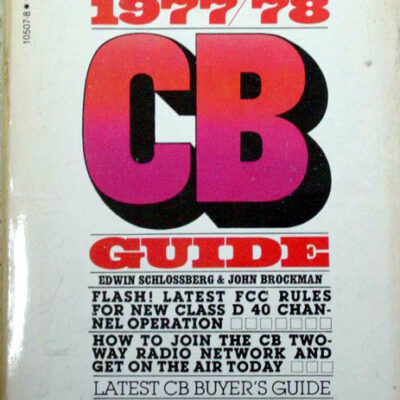 10507-8
1977/78
CB
GUIDE
EDWIN SCHLOSSBERG & JOHN BROCKMAN
FLASH! LATEST FCC RULES
FOR NEW CLASS D 40 CHAN-
NEL OPERATION
HOW TO JOIN THE CB TWO-
WAY RADIO NETWORK AND
GET ON THE AIR TODAY
LATEST CB BUYER'S GUIDE